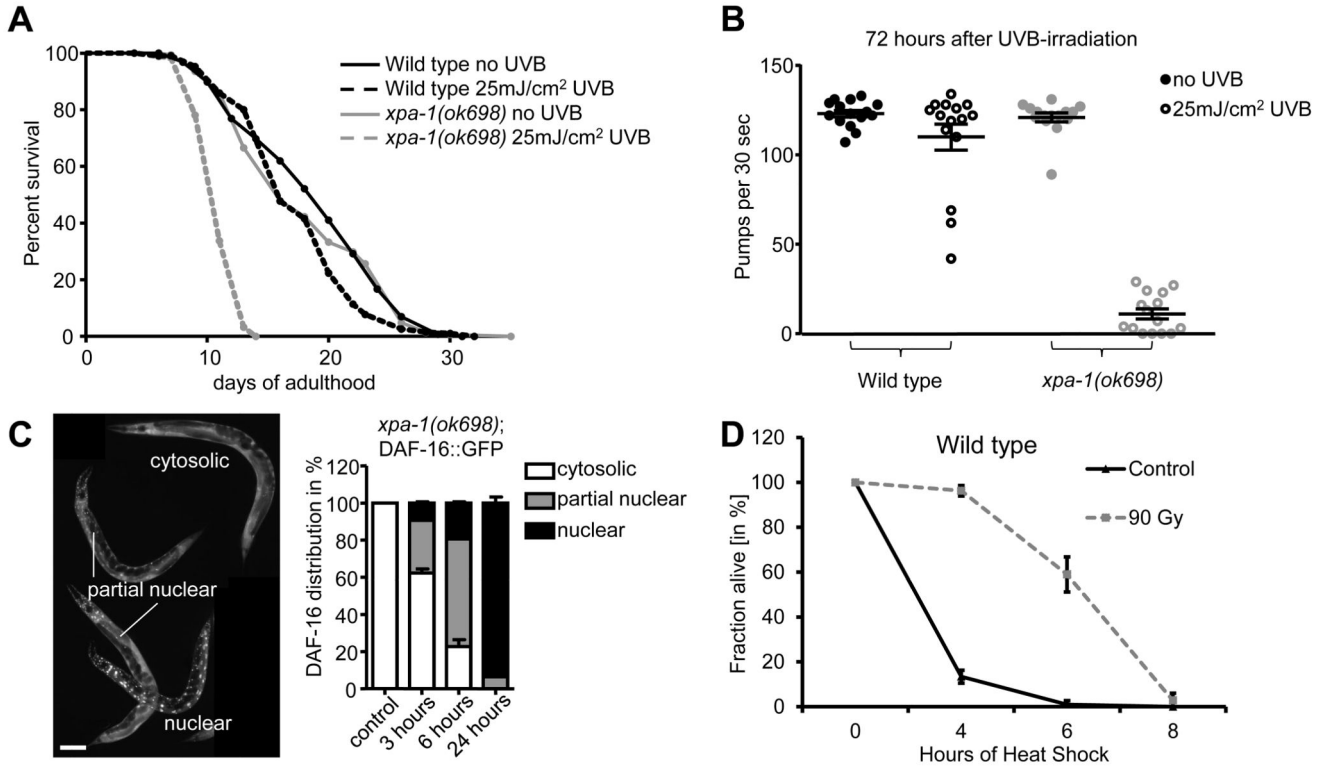 A
100
80
60
40
20
0
Percent survival
0 10 20 30
days of adulthood
Wild type no UVB
Wild type 25mJ/cm² UVB
xpa-1(ok698) no UVB
xpa-1(ok698) 25mJ/cm² UVB
B
72 hours after UVB-irradiation
150
100
50
0
Pumps per 30 sec
no UVB
25mJ/cm² UVB
Wild type
xpa-1(ok698)
C
cytosolic
partial nuclear
nuclear
xpa-1(ok698);
DAF-16::GFP
120
100
80
60
40
20
0
DAF-16 distribution in %
control
3 hours
6 hours
24 hours
cytosolic
partial nuclear
nuclear
D
Wild type
120
100
80
60
40
20
0
Fraction alive [in %]
0 4 6 8
Hours of Heat Shock
Control
90 Gy